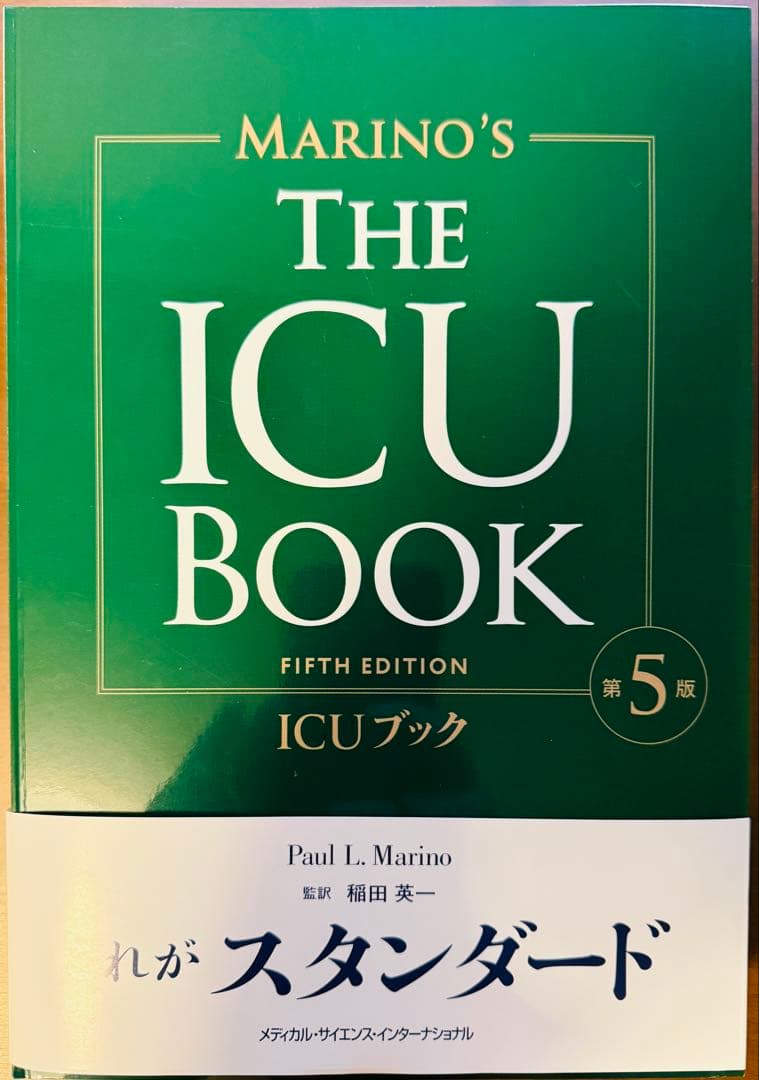 MARINO'S
THE
ICU
BOOK
FIFTH EDITION
第5版
ICUブック
Paul L. Marino
監訳 稲田 英一
れが スタンダード
メディカル・サイエンス・インターナショナル